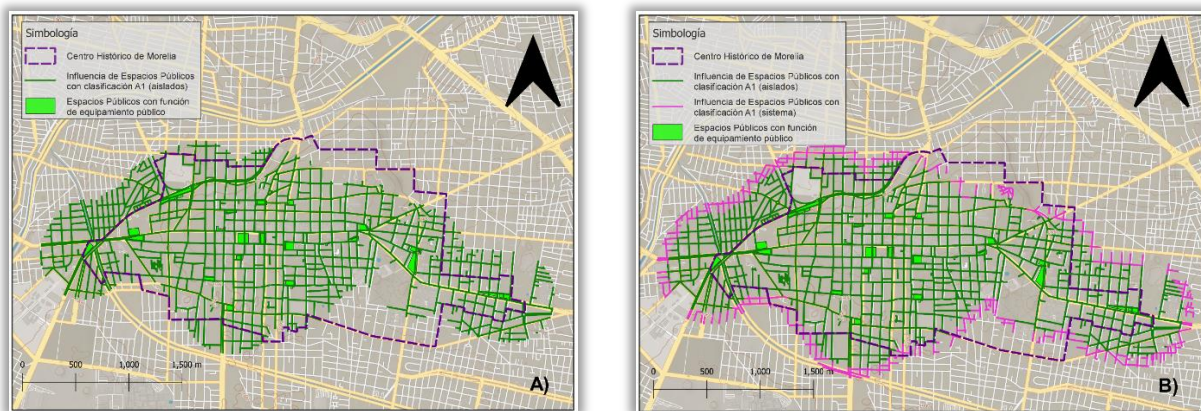 Simbología
Centro Histórico de Morelia
Influencia de Espacios Públicos
con clasificación A1 (aislados)
Espacios Públicos con función
de equipamiento público
0 500 1,000 1,500 m
A)
Simbología
Centro Histórico de Morelia
Influencia de Espacios Públicos con
clasificación A1 (aislados)
Influencia de Espacios Públicos con
clasificación A1 (sistema)
Espacios Públicos con función
de equipamiento público
0 500 1,000 1,500 m
B)